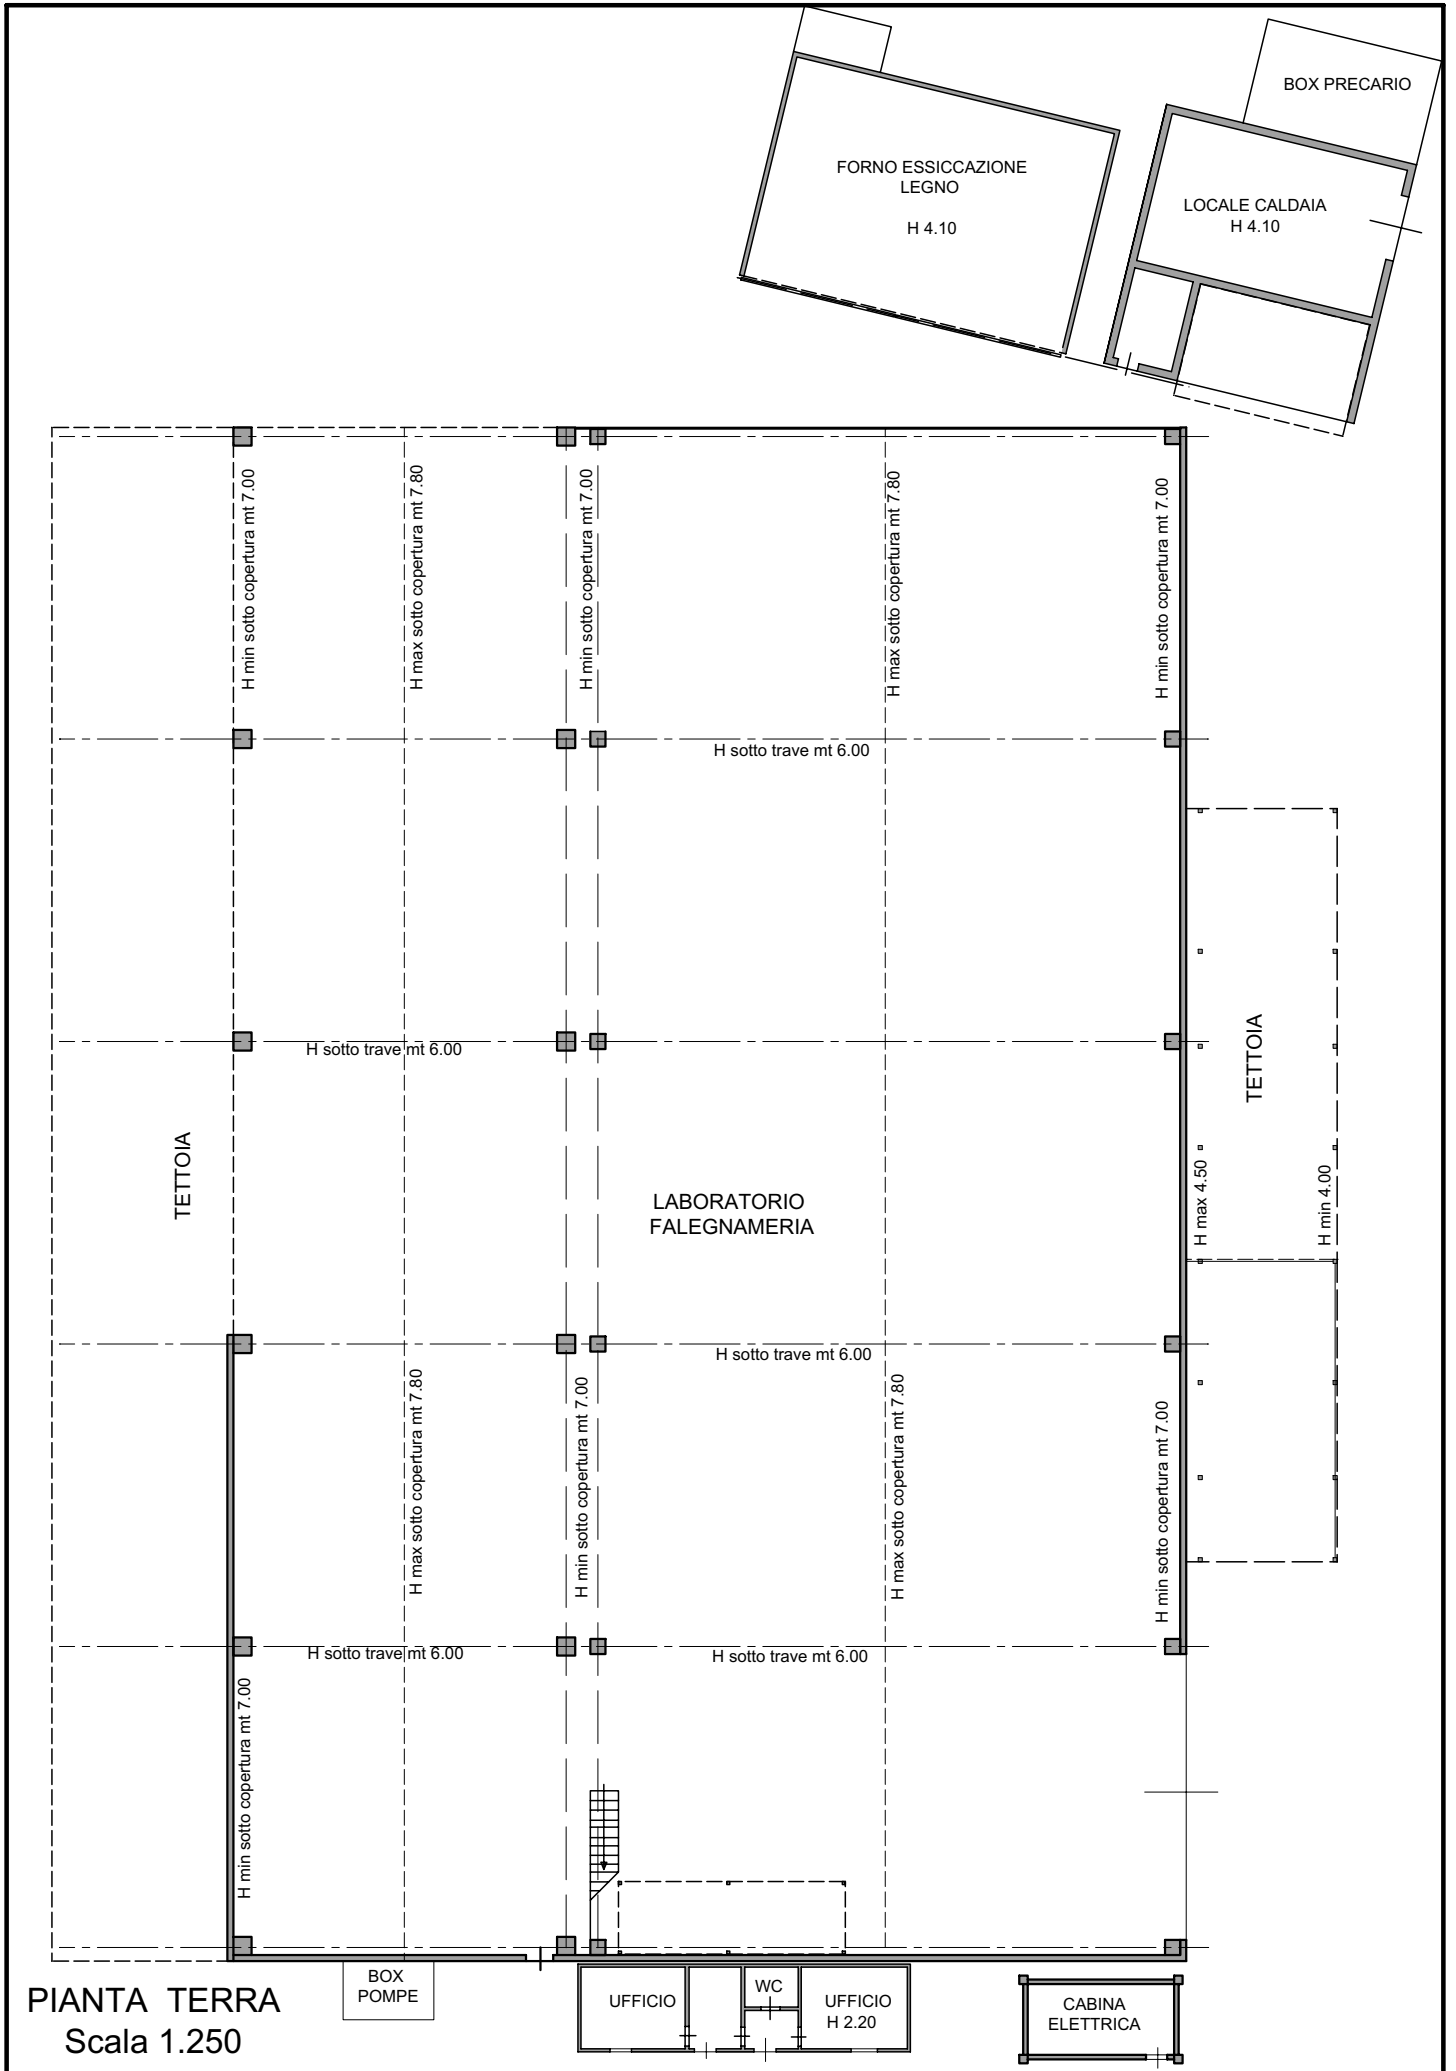 BOX PRECARIO
FORNO ESSICCAZIONE
LEGNO
H 4.10
LOCALE CALDAIA
H 4.10
H min sotto copertura mt 7.00
H max sotto copertura mt 7.80
H min sotto copertura mt 7.00
H max sotto copertura mt 7.80
H min sotto copertura mt 7.00
H sotto trave mt 6.00
H sotto trave mt 6.00
TETTOIA
TETTOIA
LABORATORIO
FALEGNAMERIA
H max 4.50
H min 4.00
H sotto trave mt 6.00
H max sotto copertura mt 7.80
H min sotto copertura mt 7.00
H max sotto copertura mt 7.80
H min sotto copertura mt 7.00
H sotto trave mt 6.00
H sotto trave mt 6.00
H min sotto copertura mt 7.00
BOX
POMPE
UFFICIO
WC
UFFICIO
H 2.20
CABINA
ELETTRICA
PIANTA TERRA
Scala 1.250